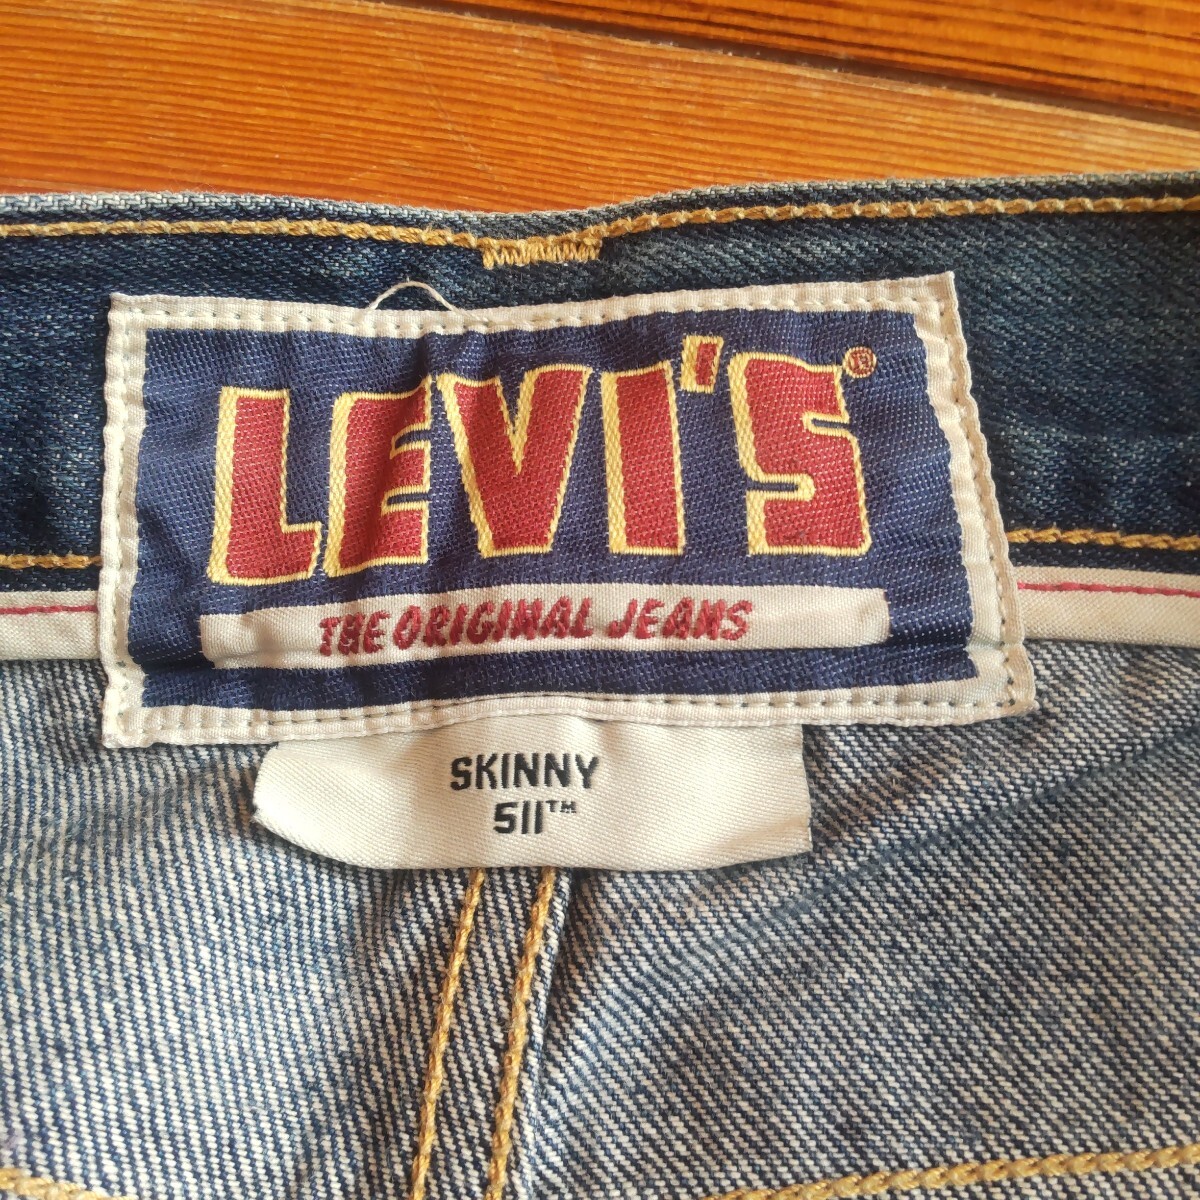 LEVI'S®
THE ORIGINAL JEANS
SKINNY
511™